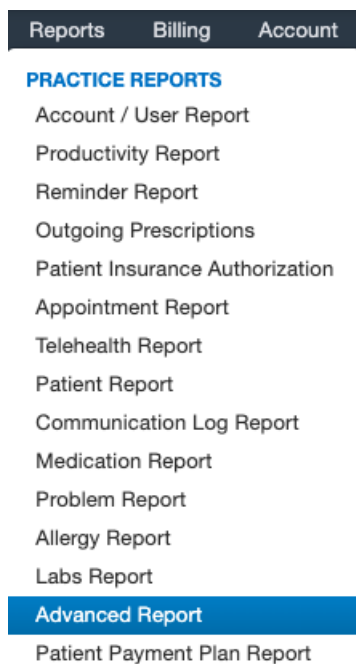 Reports Billing Account
PRACTICE REPORTS
Account / User Report
Productivity Report
Reminder Report
Outgoing Prescriptions
Patient Insurance Authorization
Appointment Report
Telehealth Report
Patient Report
Communication Log Report
Medication Report
Problem Report
Allergy Report
Labs Report
Advanced Report
Patient Payment Plan Report